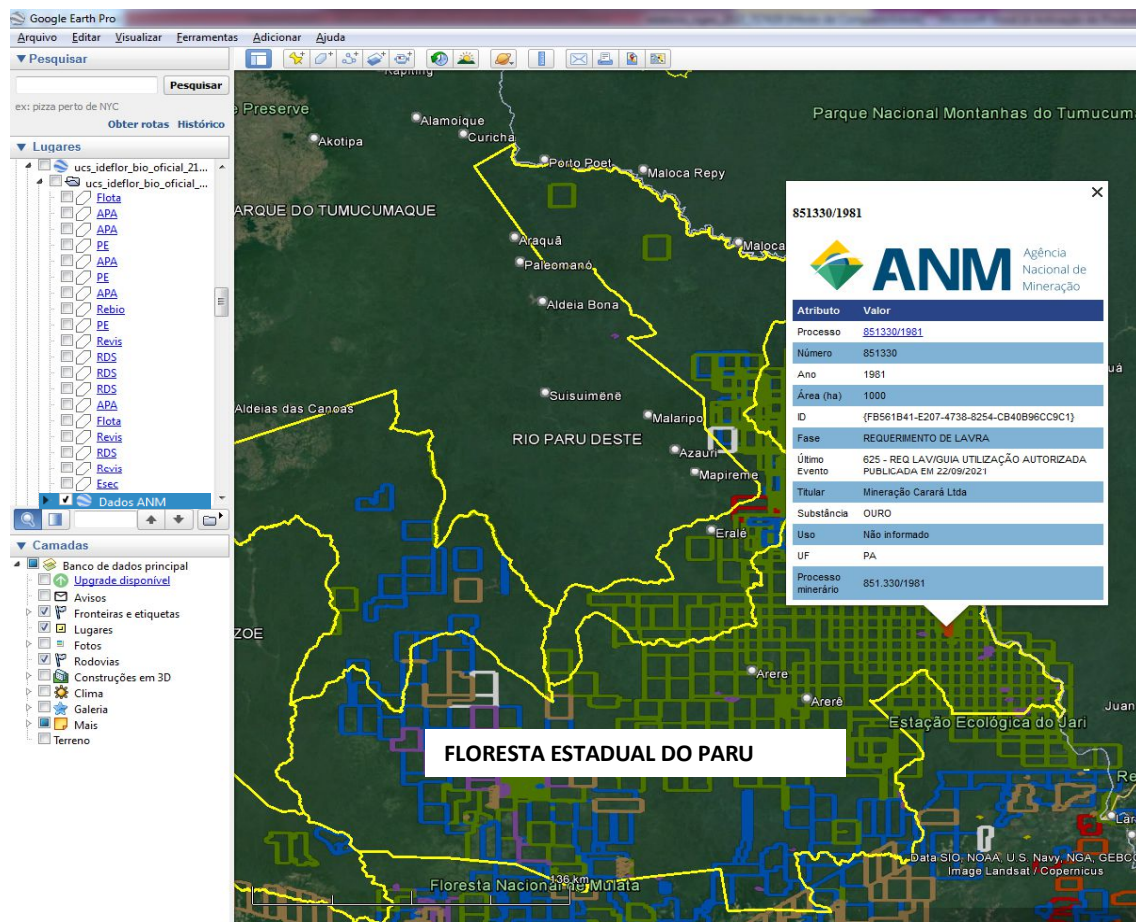 Google Earth Pro
Arquivo Editar Visualizar Ferramentas Adicionar Ajuda
Pesquisar
Pesquisar
ex: pizza perto de NYC
Obter rotas Histórico
Lugares
ucs_ideflor_bio_oficial_21...
ucs_ideflor_bio_oficial_...
Flota
APA
APA
PE
APA
PE
APA
Rebio
PE
Revis
RDS
RDS
RDS
APA
Flota
Revis
RDS
Revis
Esec
Dados ANM
Camadas
Banco de dados principal
Upgrade disponível
Avisos
Fronteiras e etiquetas
Lugares
Fotos
Rodovias
Construções em 3D
Clima
Galeria
Mais
Terreno
Preserve
Akotipa
Alamoique
Curicha
Parque Nacional Montanhas do Tumucum
Porto Poet
Maloca Repy
ARQUE DO TUMUCUMAQUE
Araquã
Maloca
Paleomanó
Aldeia Bona
Suisuimëne
Aldeias das Canoas
Malaripo
RIO PARU DESTE
Azauri
Mapireme
Eralé
ZOE
Arere
Areré
Juan
Estação Ecológica do Jari
851330/1981
ANM
Agência
Nacional de
Mineração
Atributo Valor
Processo 851330/1981
Número 851330
Ano 1981
Área (ha) 1000
ID {FB561B41-E207-4738-8254-CB40B96CC9C1}
Fase REQUERIMENTO DE LAVRA
Último Evento 625 - REQ LAV/GUIA UTILIZAÇÃO AUTORIZADA
PUBLICADA EM 22/09/2021
Titular Mineração Carará Ltda
Substância OURO
Uso Não informado
UF PA
Processo minerário 851.330/1981
FLORESTA ESTADUAL DO PARU
Re
Lar
Data SIO, NOAA, U.S. Navy, NGA, GEBCO
Image Landsat / Copernicus
136 km
Floresta Nacional de Mulata